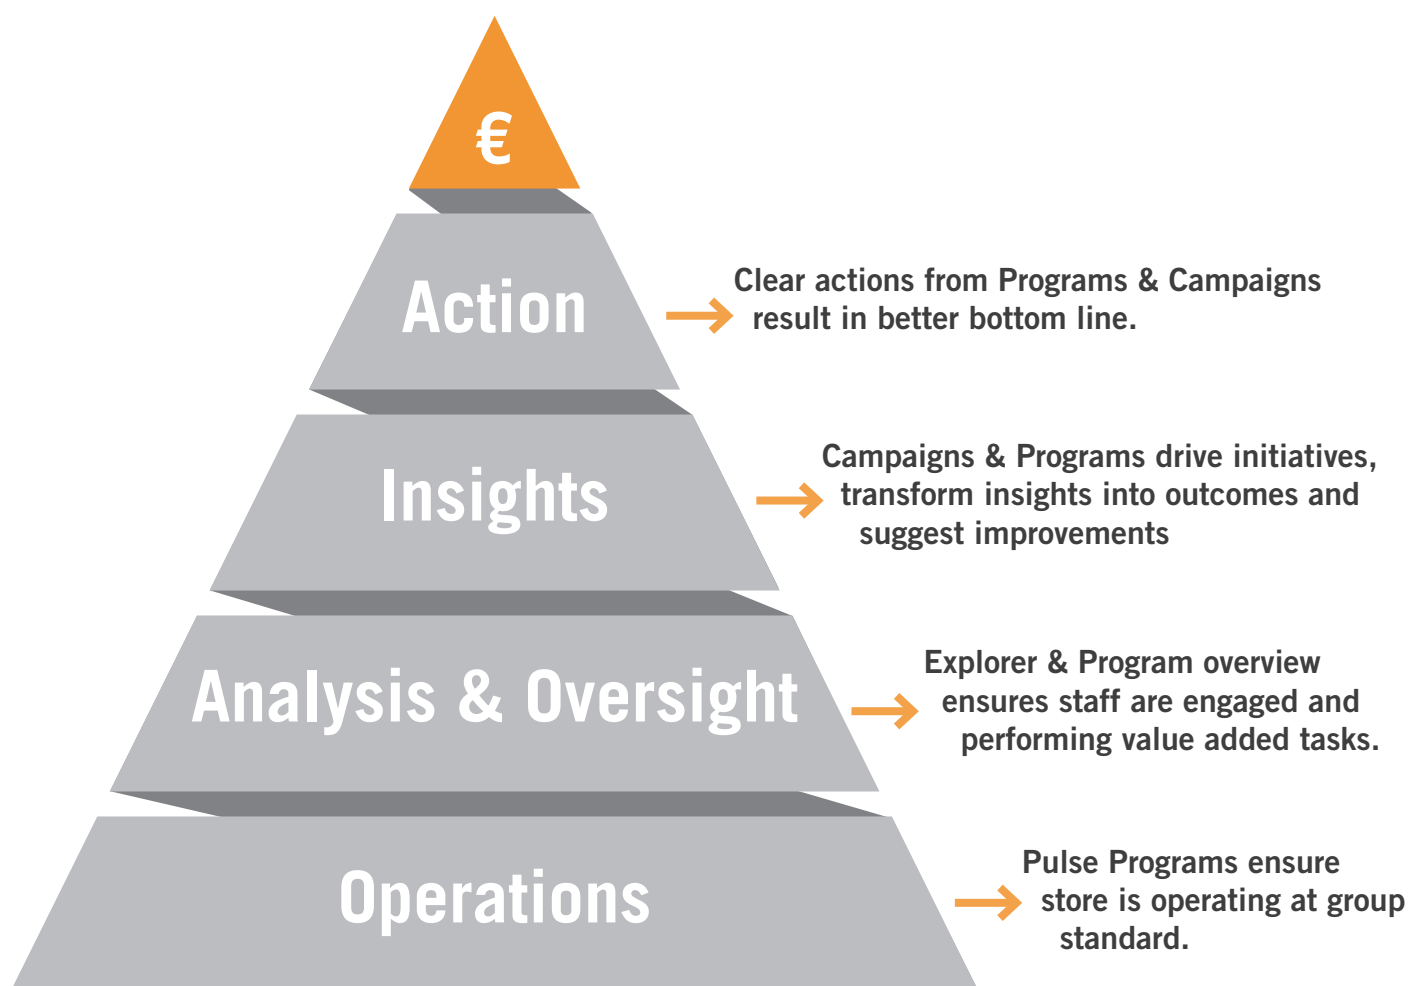 €
Action
Clear actions from Programs & Campaigns
result in better bottom line.
Insights
Campaigns & Programs drive initiatives,
transform insights into outcomes and
suggest improvements
Analysis & Oversight
Explorer & Program overview
ensures staff are engaged and
performing value added tasks.
Operations
Pulse Programs ensure
store is operating at group
standard.